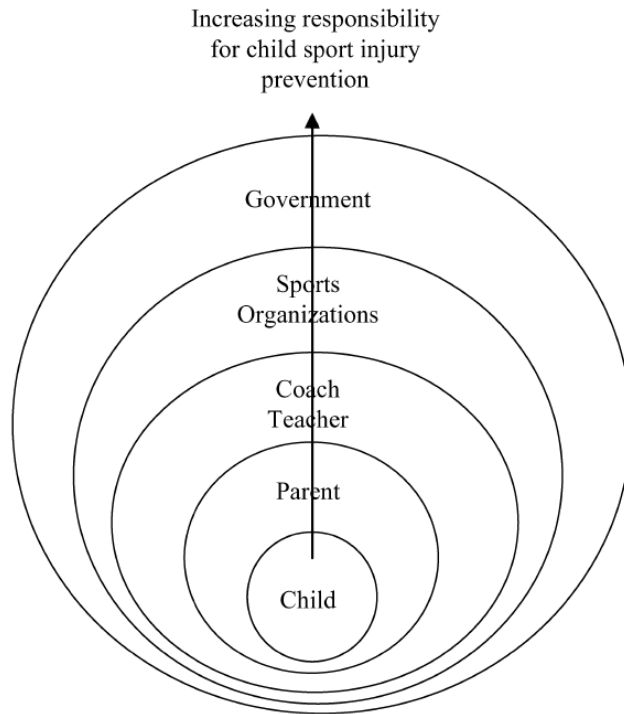 Increasing responsibility
for child sport injury
prevention
Government
Sports
Organizations
Coach
Teacher
Parent
Child